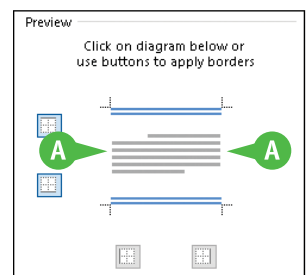 Preview
Click on diagram below or
use buttons to apply borders
A A